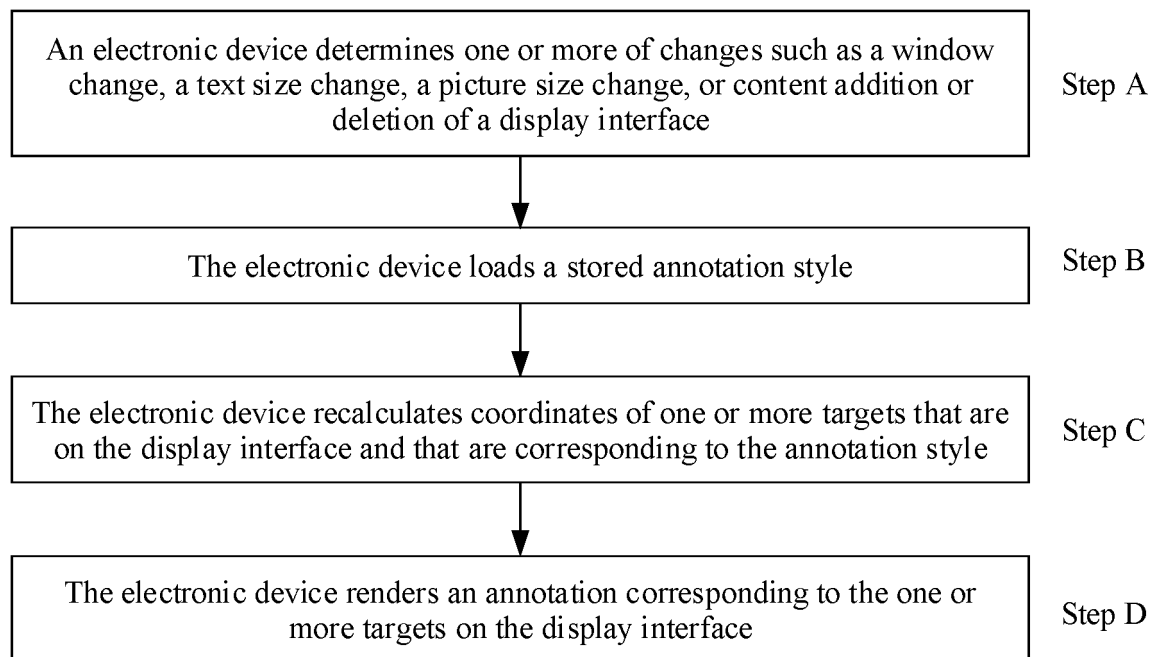 An electronic device determines one or more of changes such as a window
change, a text size change, a picture size change, or content addition or
deletion of a display interface
Step A
The electronic device loads a stored annotation style
Step B
The electronic device recalculates coordinates of one or more targets that are
on the display interface and that are corresponding to the annotation style
Step C
The electronic device renders an annotation corresponding to the one or
more targets on the display interface
Step D